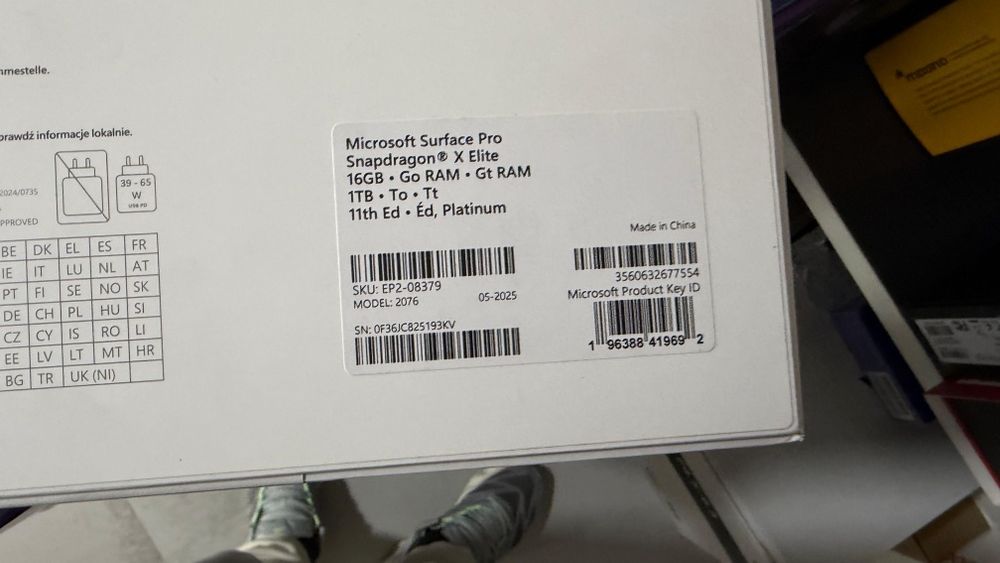 nmestelle.
prawdź informacje lokalnie.
39 - 65
W
USB PD
2024/0735
PPROVED
BE DK EL ES FR
IE IT LU NL AT
PT FI SE NO SK
DE CH PL HU SI
CZ CY IS RO LI
EE LV LT MT HR
BG TR UK (NI)
Microsoft Surface Pro
Snapdragon® X Elite
16GB • Go RAM • Gt RAM
1TB • To • Tt
11th Ed • Éd, Platinum
Made in China
SKU: EP2-08379
MODEL: 2076 05-2025
3560632677554
Microsoft Product Key ID
SN: 0F36JC825193KV
1 96388 41969 2
maono